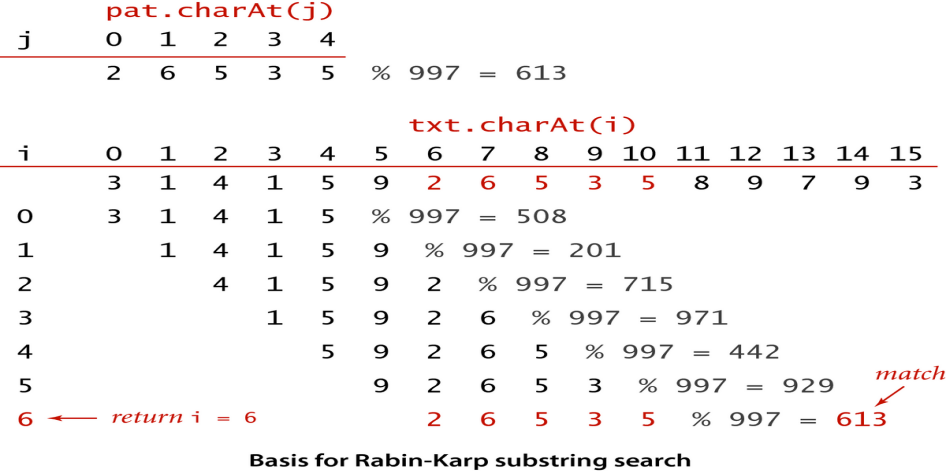 pat.charAt(j)
j 0 1 2 3 4
2 6 5 3 5 % 997 = 613
txt.charAt(i)
i 0 1 2 3 4 5 6 7 8 9 10 11 12 13 14 15
3 1 4 1 5 9 2 6 5 3 5 8 9 7 9 3
0 3 1 4 1 5 % 997 = 508
1 1 4 1 5 9 % 997 = 201
2 4 1 5 9 2 % 997 = 715
3 1 5 9 2 6 % 997 = 971
4 5 9 2 6 5 % 997 = 442
5 9 2 6 5 3 % 997 = 929
match
6 return i = 6 2 6 5 3 5 % 997 = 613
Basis for Rabin-Karp substring search